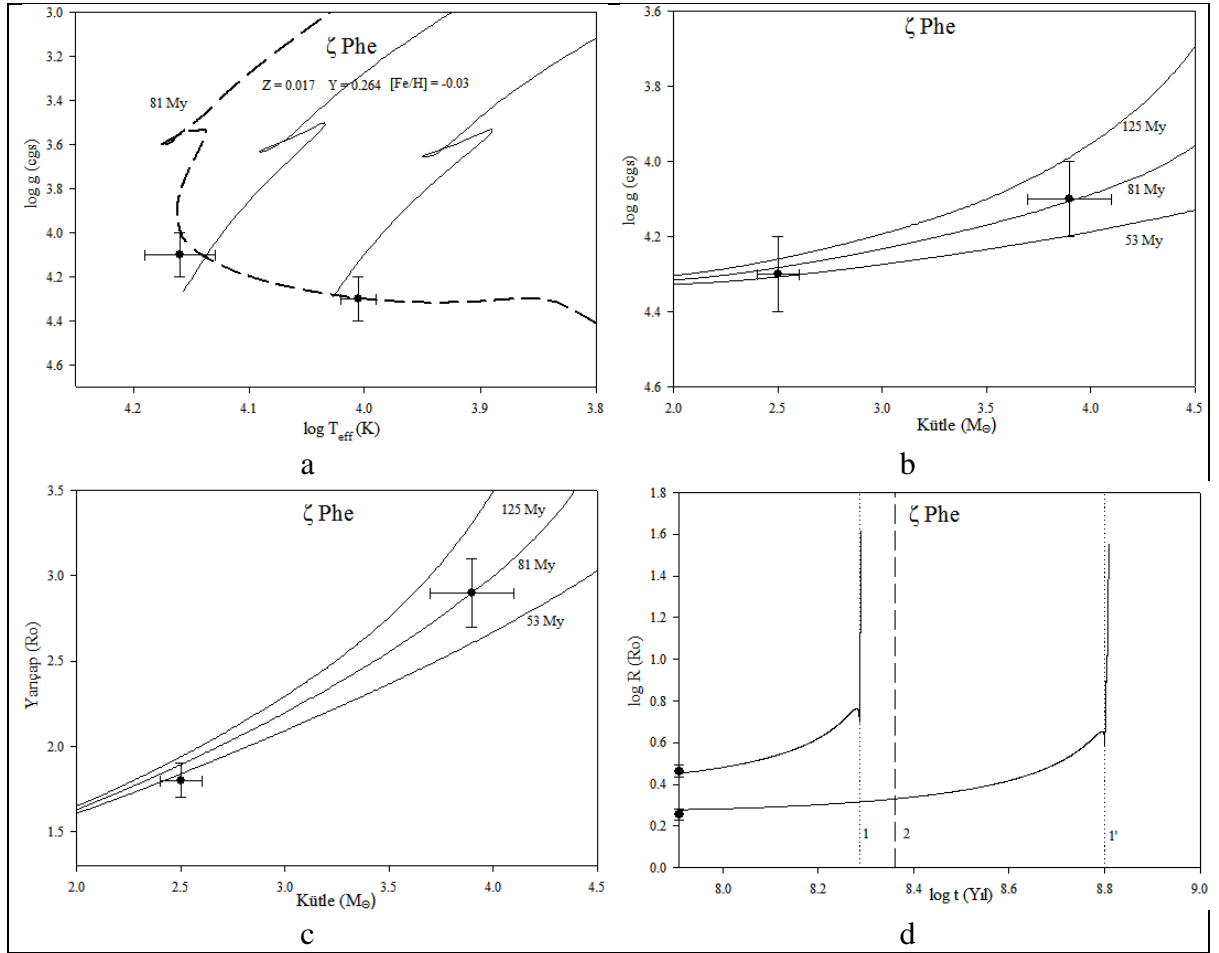 ζ Phe
Z = 0.017 Y = 0.264 [Fe/H] = -0.03
81 My
log g (cgs)
3.0
3.2
3.4
3.6
3.8
4.0
4.2
4.4
4.6
4.2 4.1 4.0 3.9 3.8
log Teff (K)
a
ζ Phe
125 My
81 My
53 My
log g (cgs)
3.6
3.8
4.0
4.2
4.4
4.6
2.0 2.5 3.0 3.5 4.0 4.5
Kütle (M⊙)
b
ζ Phe
125 My
81 My
53 My
Yarıçap (Ro)
3.5
3.0
2.5
2.0
1.5
2.0 2.5 3.0 3.5 4.0 4.5
Kütle (M⊙)
c
ζ Phe
log R (Ro)
1.8
1.6
1.4
1.2
1.0
0.8
0.6
0.4
0.2
0.0
1 2 1'
8.0 8.2 8.4 8.6 8.8 9.0
log t (Yıl)
d